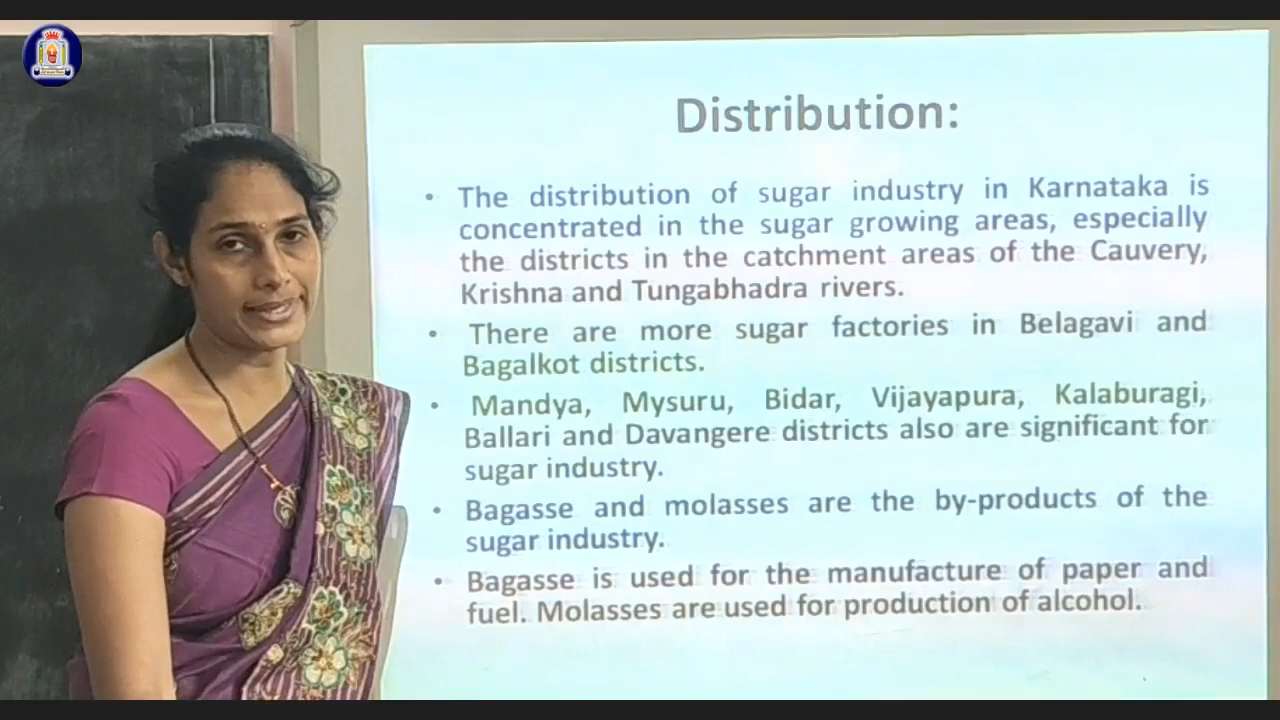 Distribution:
• The distribution of sugar industry in Karnataka is
concentrated in the sugar growing areas, especially
the districts in the catchment areas of the Cauvery,
Krishna and Tungabhadra rivers.
• There are more sugar factories in Belagavi and
Bagalkot districts.
• Mandya, Mysuru, Bidar, Vijayapura, Kalaburagi,
Ballari and Davangere districts also are significant for
sugar industry.
• Bagasse and molasses are the by-products of the
sugar industry.
• Bagasse is used for the manufacture of paper and
fuel. Molasses are used for production of alcohol.